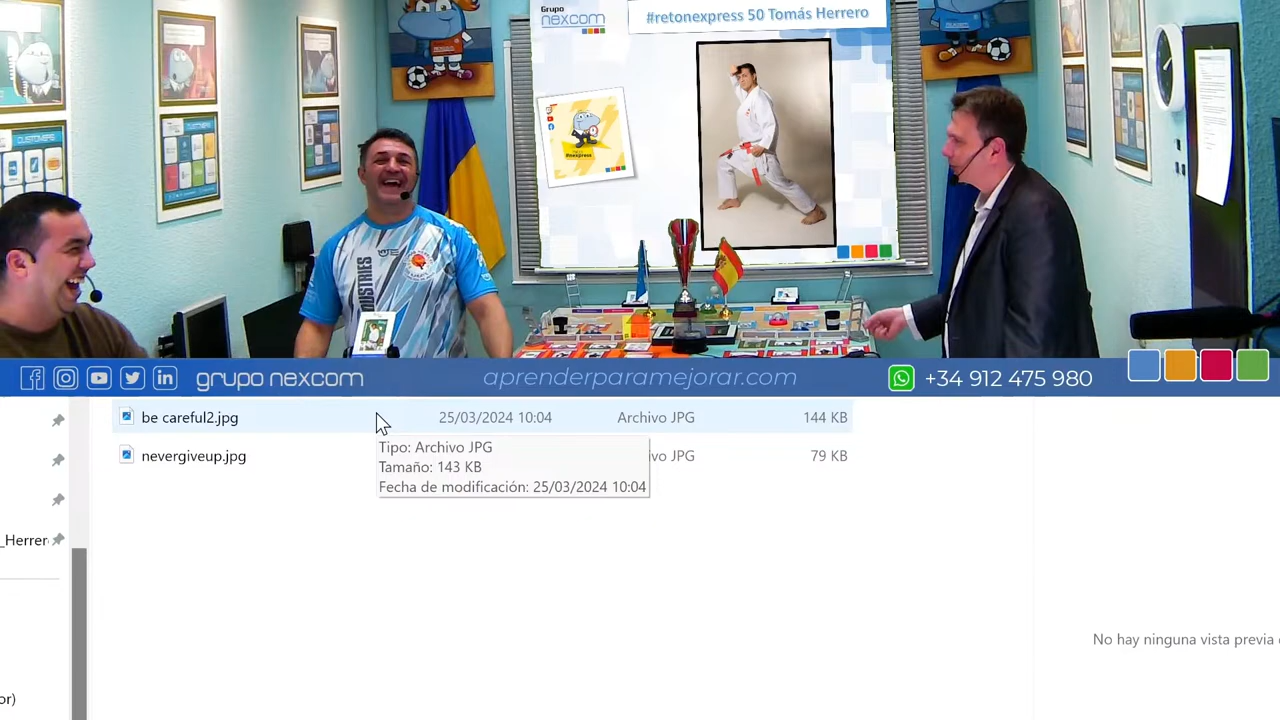 Grupo
nexcom
#retonexpress 50 Tomás Herrero
grupo nexcom
aprenderparamejorar.com
+34 912 475 980
be careful2.jpg
25/03/2024 10:04
Archivo JPG
144 KB
Tipo: Archivo JPG
Tamaño: 143 KB
Fecha de modificación: 25/03/2024 10:04
nevergiveup.jpg
ivo JPG
79 KB
_Herrer
or)
No hay ninguna vista previa